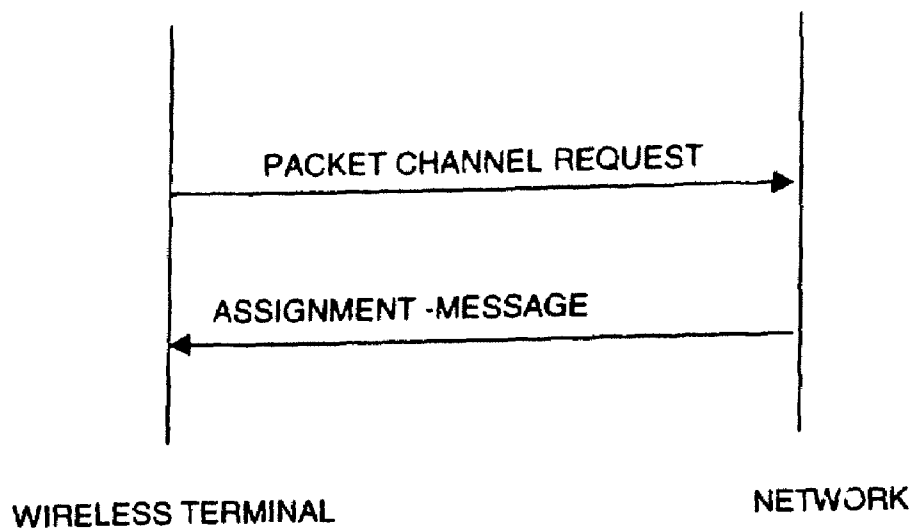 PACKET CHANNEL REQUEST
ASSIGNMENT -MESSAGE
WIRELESS TERMINAL
NETWORK